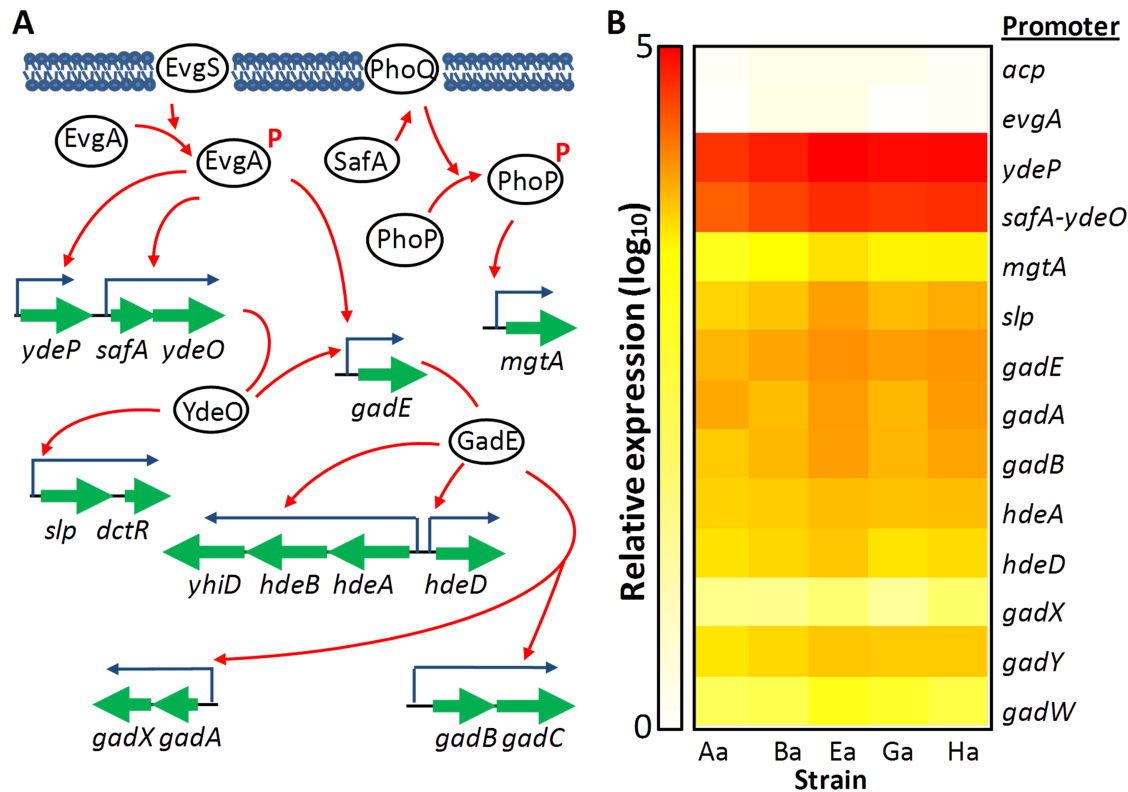 A
EvgS
PhoQ
EvgA
EvgA
P
SafA
PhoP
P
PhoP
ydeP safA ydeO
mgtA
gadE
YdeO
GadE
slp dctR
yhiD hdeB hdeA hdeD
gadX gadA
gadB gadC
B
Promoter
5
Relative expression (log10)
0
acp
evgA
ydeP
safA-ydeO
mgtA
slp
gadE
gadA
gadB
hdeA
hdeD
gadX
gadY
gadW
Aa Ba Ea Ga Ha
Strain